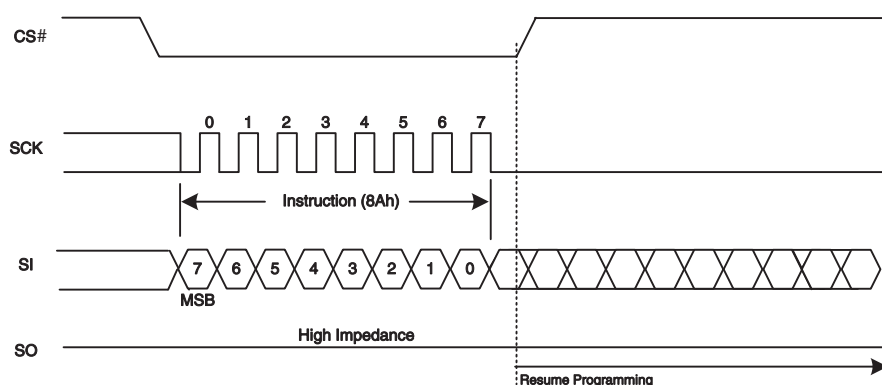 CS#
0 1 2 3 4 5 6 7
SCK
Instruction (8Ah)
SI
7 6 5 4 3 2 1 0
MSB
High Impedance
SO
Resume Programming